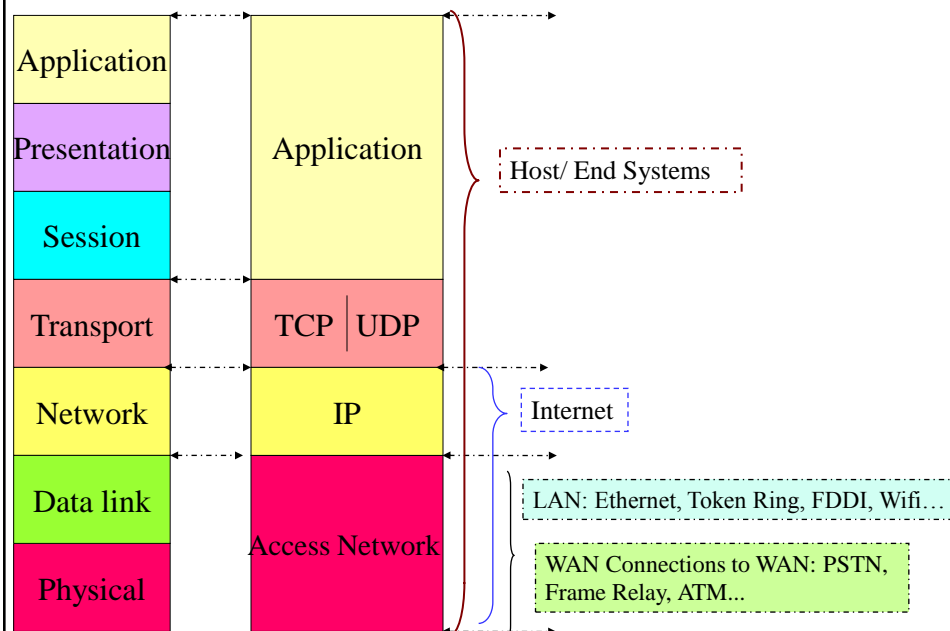 Application
Presentation
Session
Transport
Network
Data link
Physical
Application
TCP UDP
IP
Access Network
Host/ End Systems
Internet
LAN: Ethernet, Token Ring, FDDI, Wifi…
WAN Connections to WAN: PSTN,
Frame Relay, ATM...